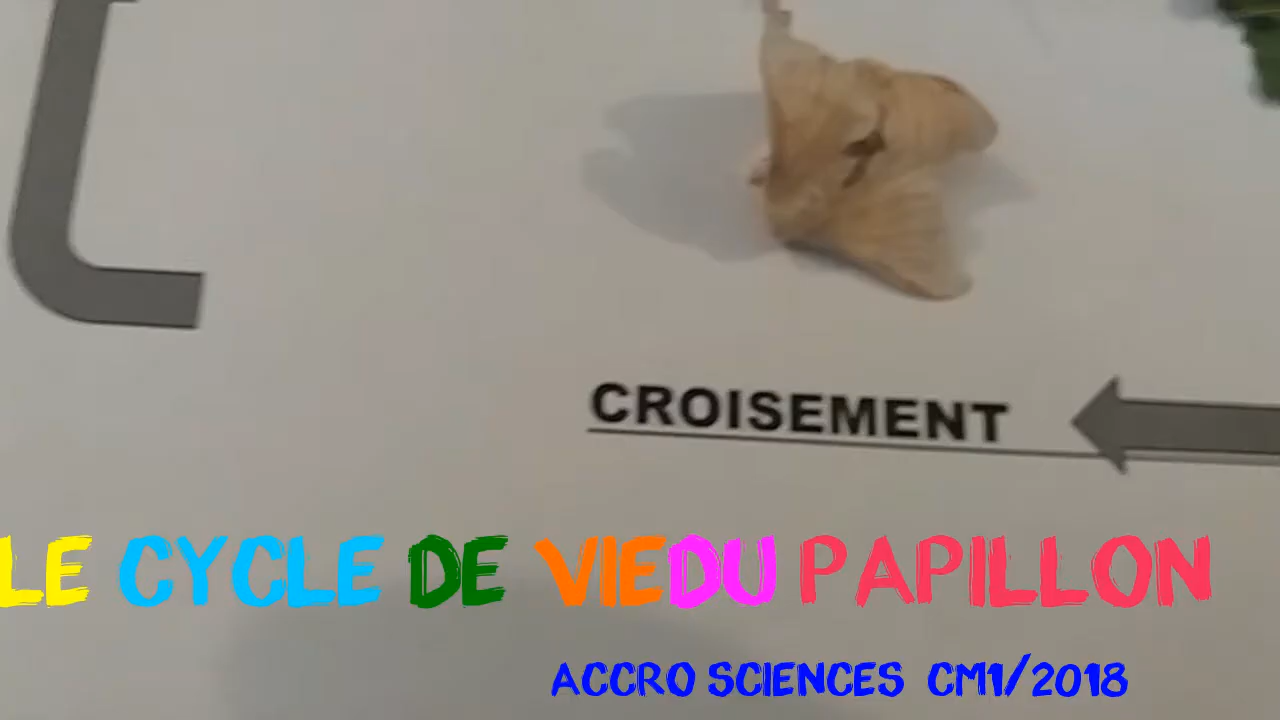 CROISEMENT
LE CYCLE DE VIEDU PAPILLON
ACCRO SCIENCES CM1/2018